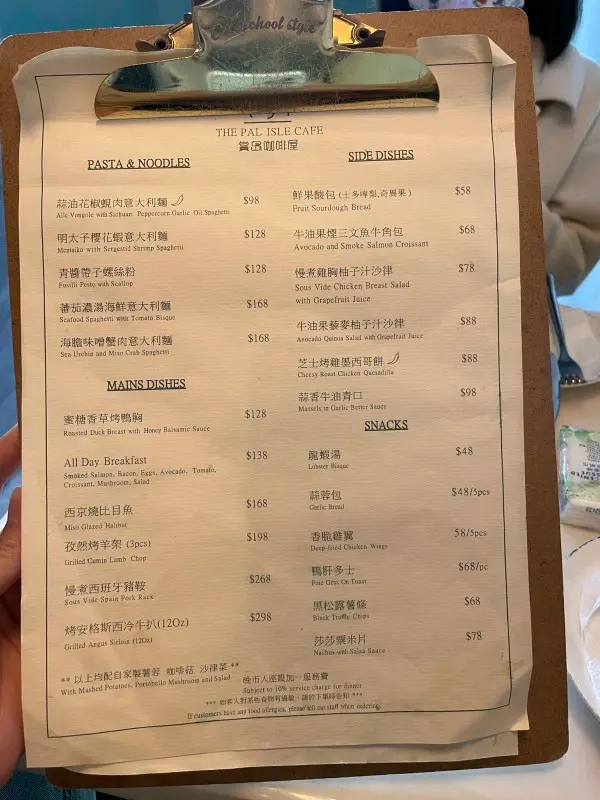 school style
THE PAL ISLE CAFE
賞吾咖啡屋
PASTA & NOODLES
蒜油花椒蜆肉意大利麵 $98
Alle Vongole with Sichuan Peppercorn Garlic Oil Spaghetti
明太子櫻花蝦意大利麵 $128
Mentaiko with Sergestid Shrimp Spaghetti
青醬帶子螺絲粉 $128
Fusilli Pesto with Scallop
蕃茄濃湯海鮮意大利麵 $168
Seafood Spaghetti with Tomato Bisque
海膽味噌蟹肉意大利麵 $168
Sea Urchin and Miso Crab Spaghetti
MAINS DISHES
蜜糖香草烤鴨胸 $128
Roasted Duck Breast with Honey Balsamic Sauce
All Day Breakfast $138
Smoked Salmon, Bacon, Eggs, Avocado, Tomato,
Croissant, Mushroom, Salad
西京燒比目魚 $168
Miso Glazed Halibut
孜然烤羊架 (3pcs) $198
Grilled Cumin Lamb Chop
慢煮西班牙豬鞍 $268
Sous Vide Spain Pork Rack
烤安格斯西冷牛扒(12Oz) $298
Grilled Angus Sirloin (12Oz)
** 以上均配自家製薯蓉 咖啡菇 沙律菜 **
With Mashed Potatoes, Portobello Mushroom and Salad
SIDE DISHES
鮮果酸包 (士多啤梨,奇異果) $58
Fruit Sourdough Bread
牛油果煙三文魚牛角包 $68
Avocado and Smoke Salmon Croissant
慢煮雞胸柚子汁沙律 $78
Sous Vide Chicken Breast Salad
with Grapefruit Juice
牛油果藜麥柚子汁沙律 $88
Avocado Quinoa Salad with Grapefruit Juice
芝士烤雞墨西哥餅 $88
Cheesy Roast Chicken Quesadilla
蒜香牛油青口 $98
Mussels in Garlic Butter Sauce
SNACKS
龍蝦湯 $48
Lobster Bisque
蒜蓉包 $48/5pcs
Garlic Bread
香脆雞翼 58/5pcs
Deep-fried Chicken Wings
鴨肝多士 $68/pc
Foie Gras On Toast
黑松露薯條 $68
Black Truffle Chips
莎莎粟米片 $78
Nachos with Salsa Sauce
晚市入座設加一服務費
Subject to 10% service charge for dinner
*** 如客人對某些食物有過敏，請於下單時告知 ***
If customers have any food allergies, please tell our staff when ordering.